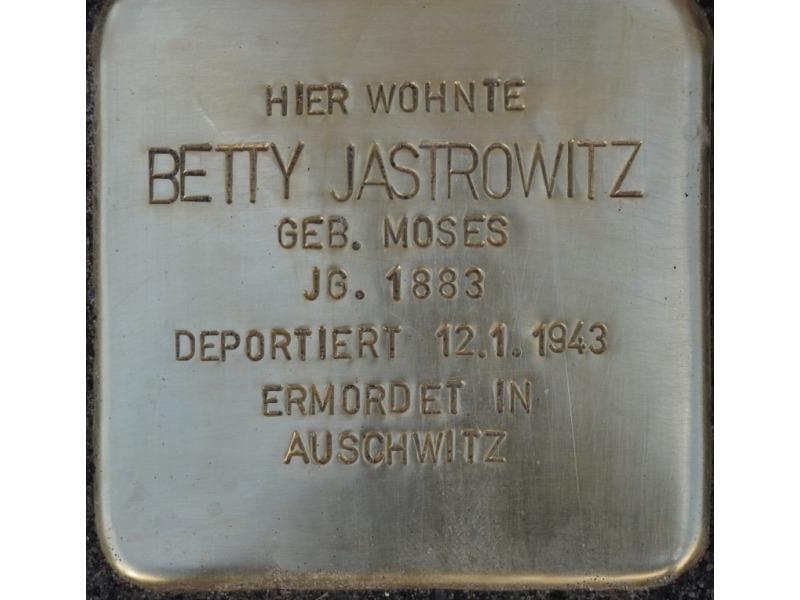 HIER WOHNTE
BETTY JASTROWITZ
GEB. MOSES
JG. 1883
DEPORTIERT 12.1.1943
ERMORDET IN
AUSCHWITZ